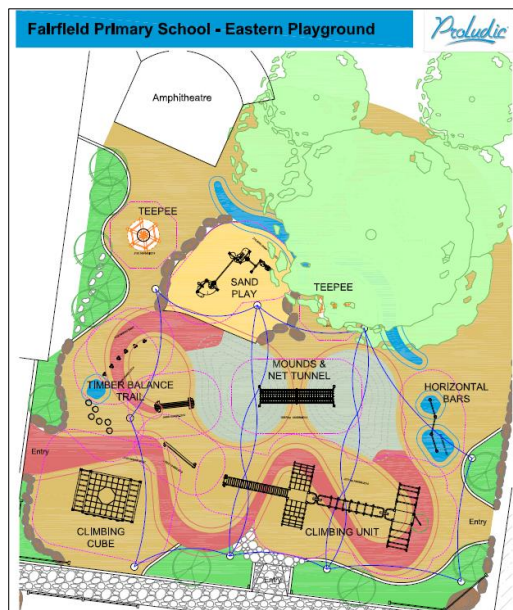 Fairfield Primary School - Eastern Playground
Proludic
Amphitheatre
TEEPEE
SAND
PLAY
TEEPEE
MOUNDS &
NET TUNNEL
TIMBER BALANCE
TRAIL
HORIZONTAL
BARS
Entry
CLIMBING
CUBE
CLIMBING UNIT
Entry
Entry